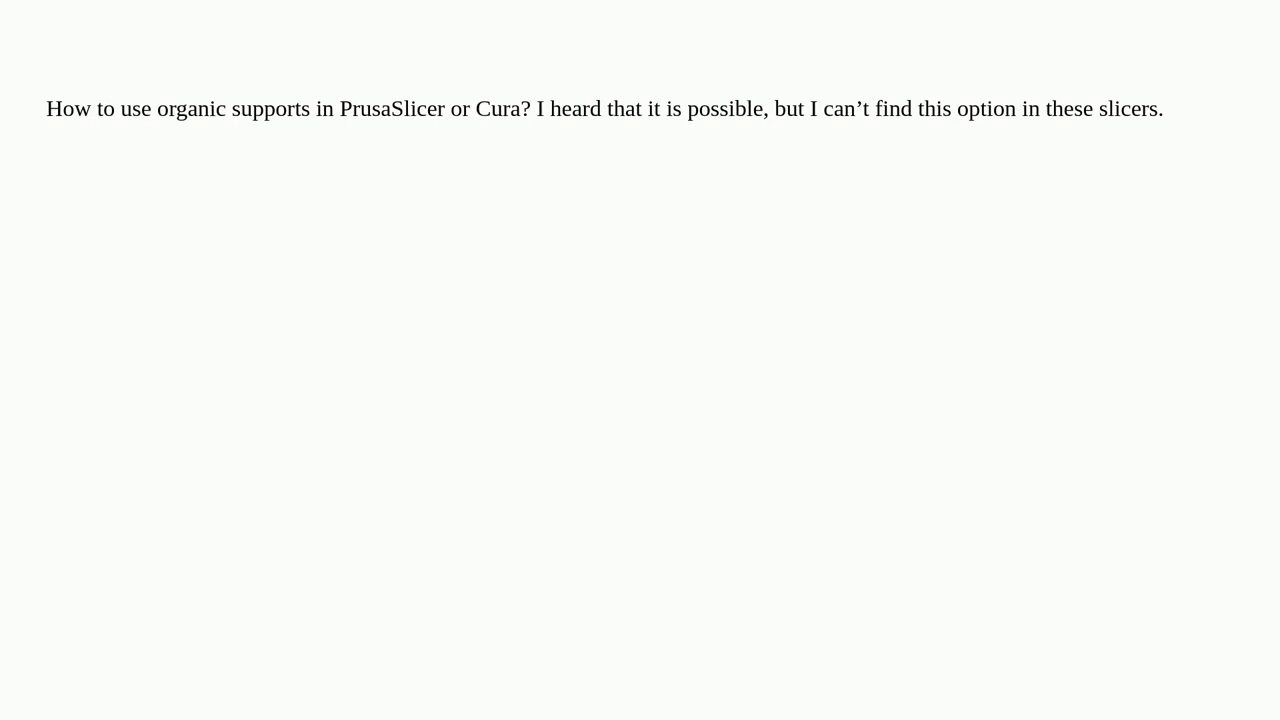 How to use organic supports in PrusaSlicer or Cura? I heard that it is possible, but I can’t find this option in these slicers.